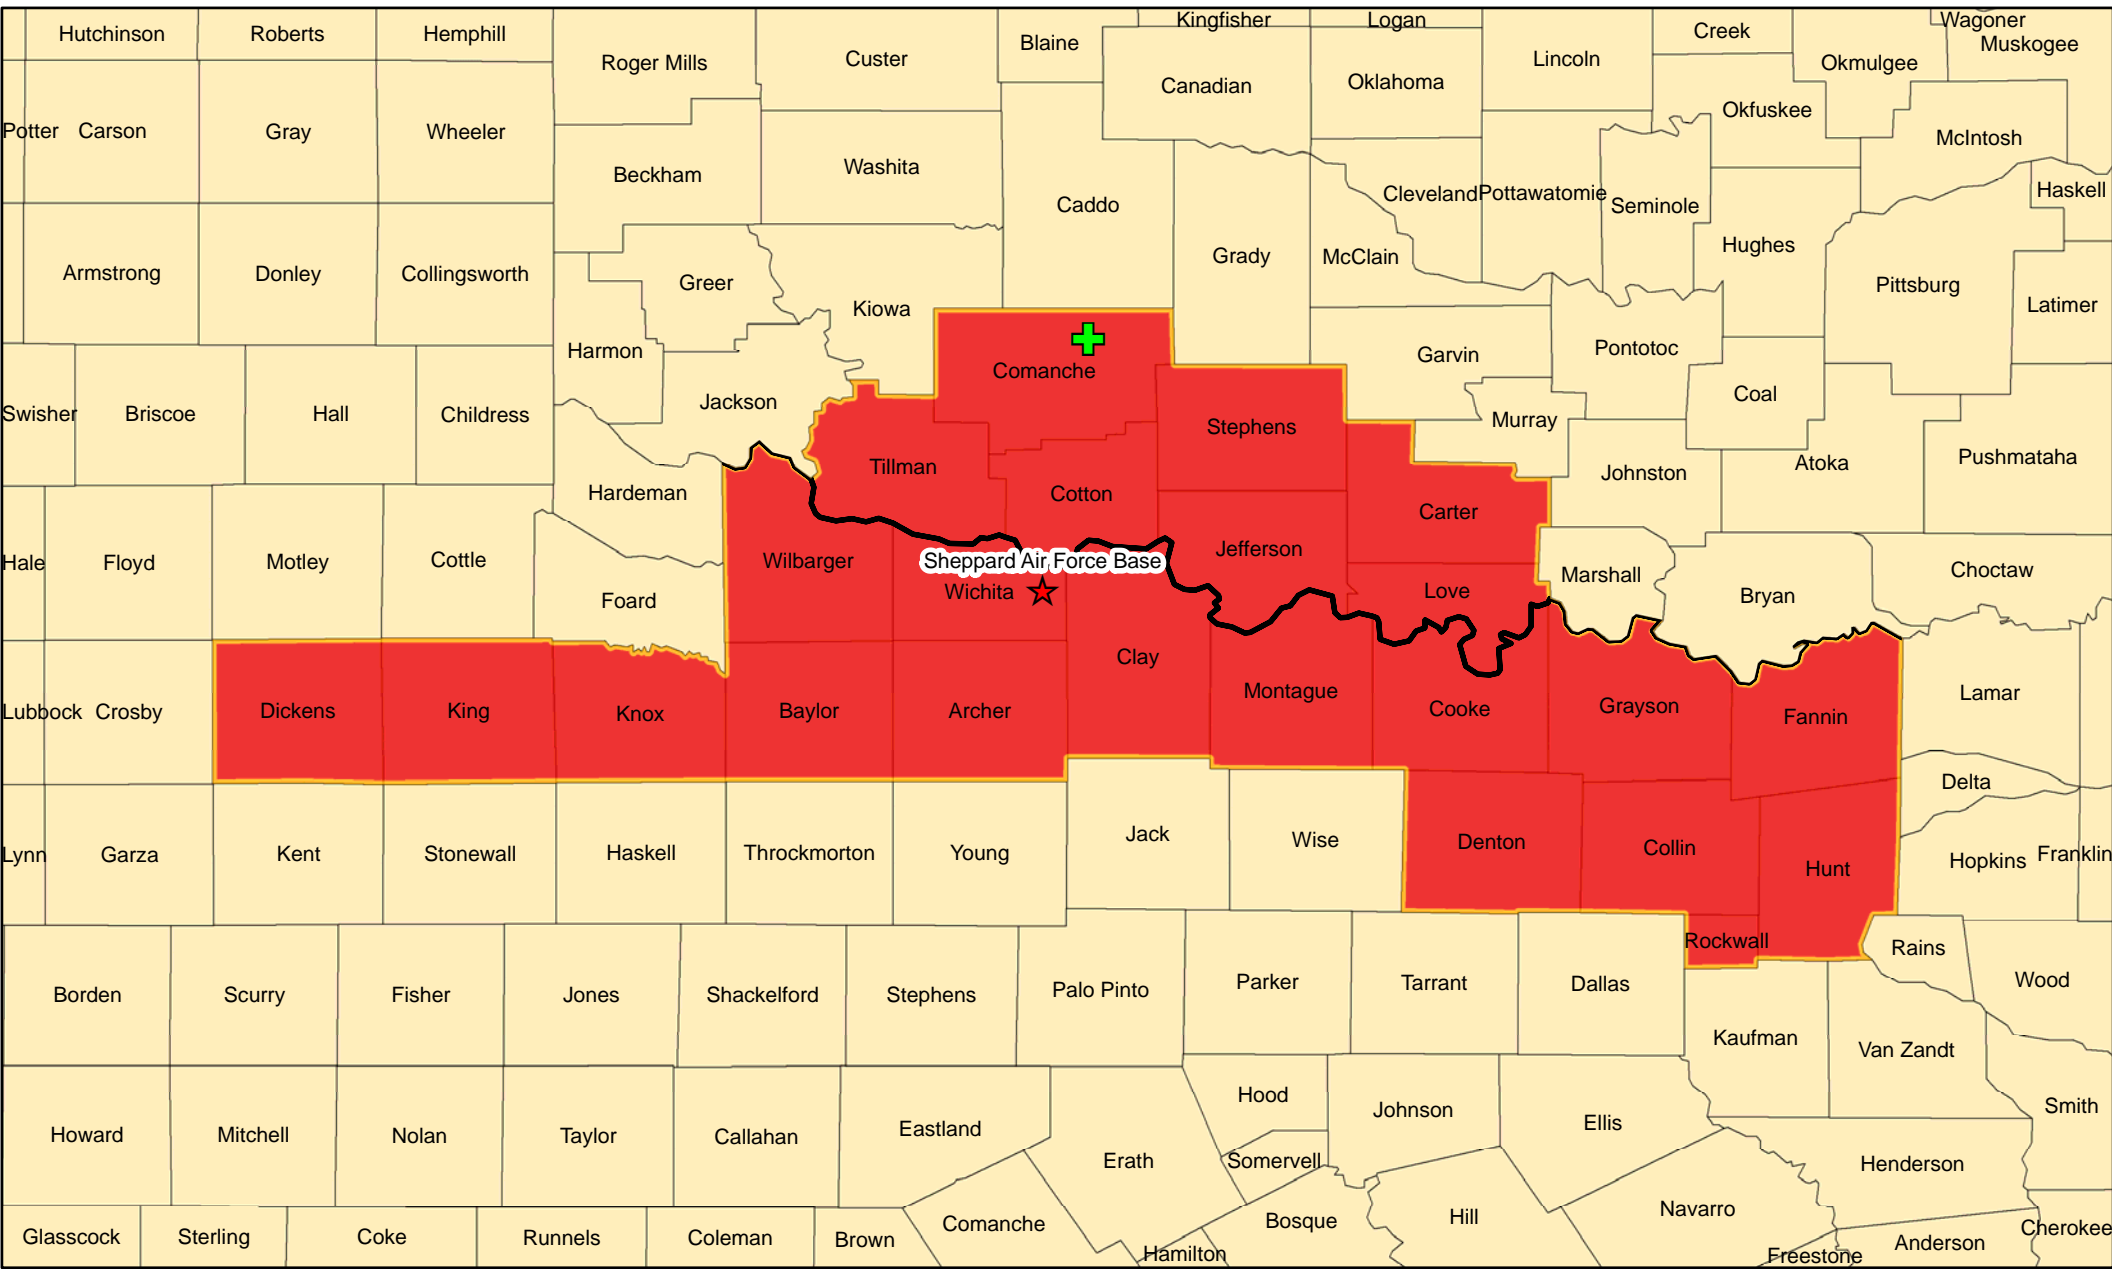 Hutchinson
Roberts
Hemphill
Roger Mills
Custer
Blaine
Kingfisher
Logan
Lincoln
Creek
Wagoner
Muskogee
Okmulgee
Canadian
Oklahoma
Potter
Carson
Gray
Wheeler
Okfuskee
McIntosh
Beckham
Washita
Caddo
Cleveland
Pottawatomie
Seminole
Haskell
Armstrong
Donley
Collingsworth
Greer
Kiowa
Grady
McClain
Hughes
Pittsburg
Latimer
Harmon
Comanche
Garvin
Pontotoc
Coal
Swisher
Briscoe
Hall
Childress
Jackson
Stephens
Murray
Tillman
Johnston
Atoka
Pushmataha
Hardeman
Cotton
Carter
Hale
Floyd
Motley
Cottle
Wilbarger
Sheppard Air Force Base
Jefferson
Marshall
Choctaw
Foard
Wichita
Love
Bryan
Clay
Montague
Lamar
Lubbock
Crosby
Dickens
King
Knox
Baylor
Archer
Cooke
Grayson
Fannin
Delta
Lynn
Garza
Kent
Stonewall
Haskell
Throckmorton
Young
Jack
Wise
Denton
Collin
Hunt
Hopkins
Franklin
Rockwall
Rains
Borden
Scurry
Fisher
Jones
Shackelford
Stephens
Palo Pinto
Parker
Tarrant
Dallas
Wood
Kaufman
Van Zandt
Howard
Mitchell
Nolan
Taylor
Callahan
Eastland
Hood
Johnson
Ellis
Smith
Erath
Somervell
Henderson
Glasscock
Sterling
Coke
Runnels
Coleman
Brown
Comanche
Hamilton
Bosque
Hill
Navarro
Freestone
Anderson
Cherokee